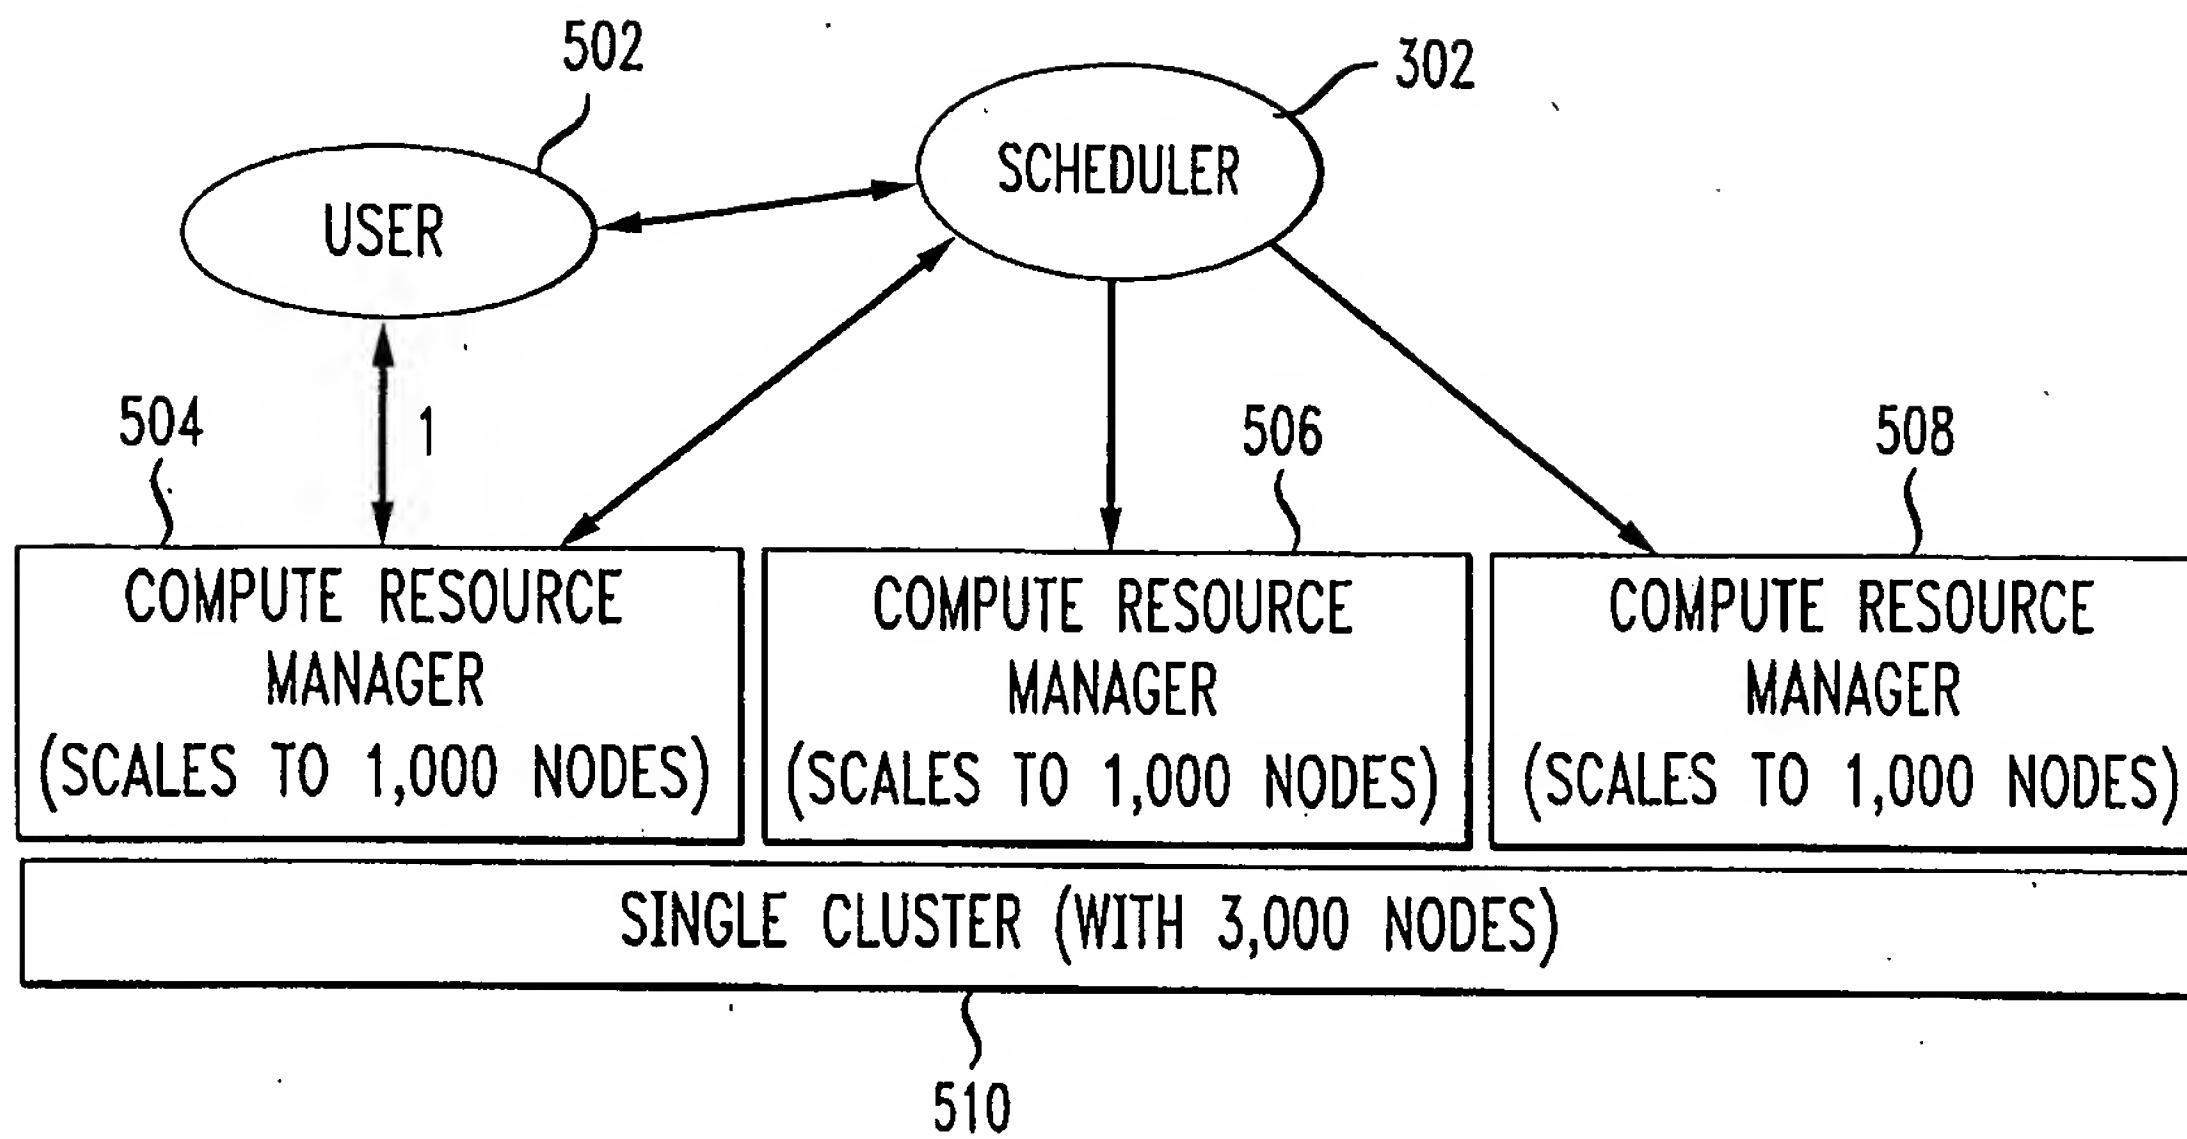 502
302
SCHEDULER
USER
1
504
506
508
COMPUTE RESOURCE
MANAGER
(SCALES TO 1,000 NODES)
COMPUTE RESOURCE
MANAGER
(SCALES TO 1,000 NODES)
COMPUTE RESOURCE
MANAGER
(SCALES TO 1,000 NODES)
SINGLE CLUSTER (WITH 3,000 NODES)
510